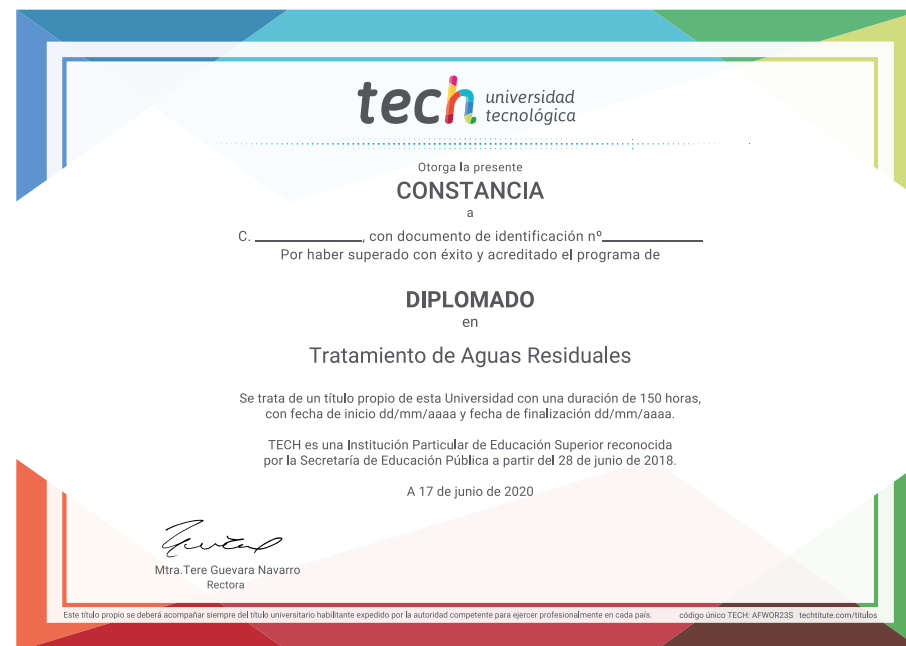 tech universidad
tecnológica
Otorga la presente
CONSTANCIA
a
C. ____________, con documento de identificación nº____________
Por haber superado con éxito y acreditado el programa de
DIPLOMADO
en
Tratamiento de Aguas Residuales
Se trata de un título propio de esta Universidad con una duración de 150 horas,
con fecha de inicio dd/mm/aaaa y fecha de finalización dd/mm/aaaa.
TECH es una Institución Particular de Educación Superior reconocida
por la Secretaría de Educación Pública a partir del 28 de junio de 2018.
A 17 de junio de 2020
Mtra.Tere Guevara Navarro
Rectora
Este título propio se deberá acompañar siempre del título universitario habilitante expedido por la autoridad competente para ejercer profesionalmente en cada país. código único TECH: AFWOR23S techtitute.com/titulos